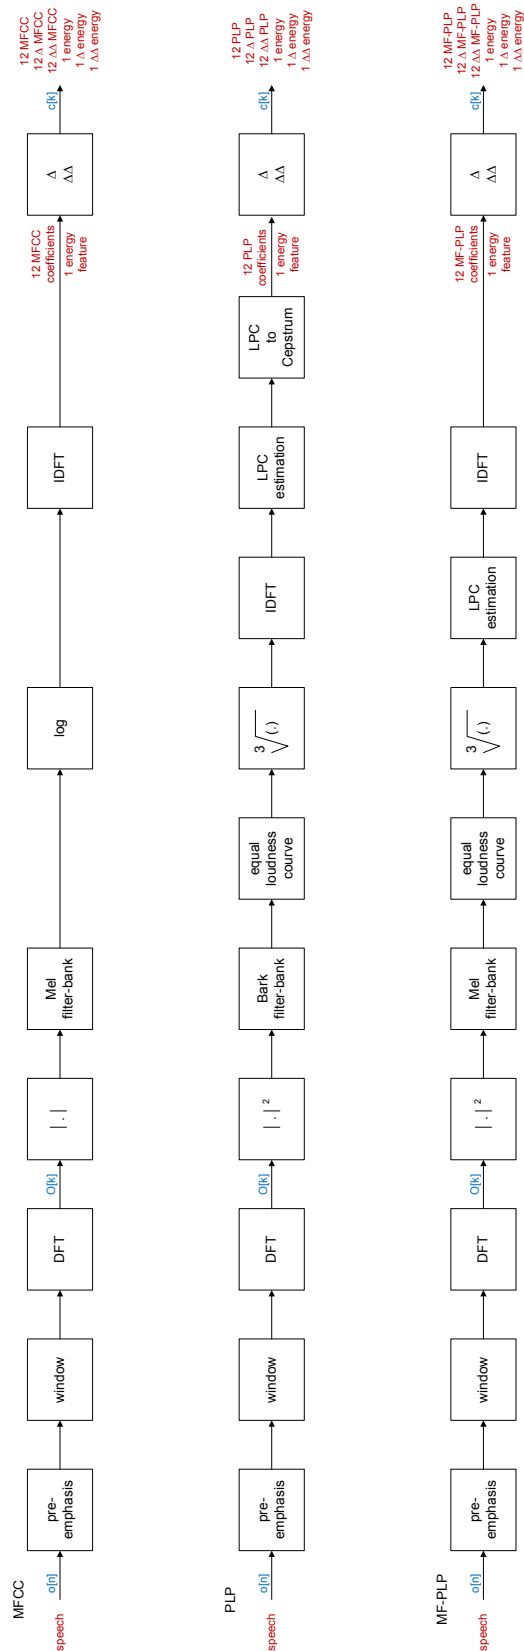 MFCC
speech
o[n]
pre-
emphasis
window
DFT
O[k]
| . |
Mel
filter-bank
log
IDFT
12 MFCC
coefficients
1 energy
feature
Δ
ΔΔ
c[k]
12 MFCC
12 Δ MFCC
12 ΔΔ MFCC
1 energy
1 Δ energy
1 ΔΔ energy
PLP
speech
o[n]
pre-
emphasis
window
DFT
O[k]
| . | ²
Bark
filter-bank
equal
loudness
courve
³√(.)
IDFT
LPC
estimation
LPC
to
Cepstrum
12 PLP
coefficients
1 energy
feature
Δ
ΔΔ
c[k]
12 PLP
12 Δ PLP
12 ΔΔ PLP
1 energy
1 Δ energy
1 ΔΔ energy
MF-PLP
speech
o[n]
pre-
emphasis
window
DFT
O[k]
| . | ²
Mel
filter-bank
equal
loudness
courve
³√(.)
LPC
estimation
IDFT
12 MF-PLP
coefficients
1 energy
feature
Δ
ΔΔ
c[k]
12 MF-PLP
12 Δ MF-PLP
12 ΔΔ MF-PLP
1 energy
1 Δ energy
1 ΔΔ energy